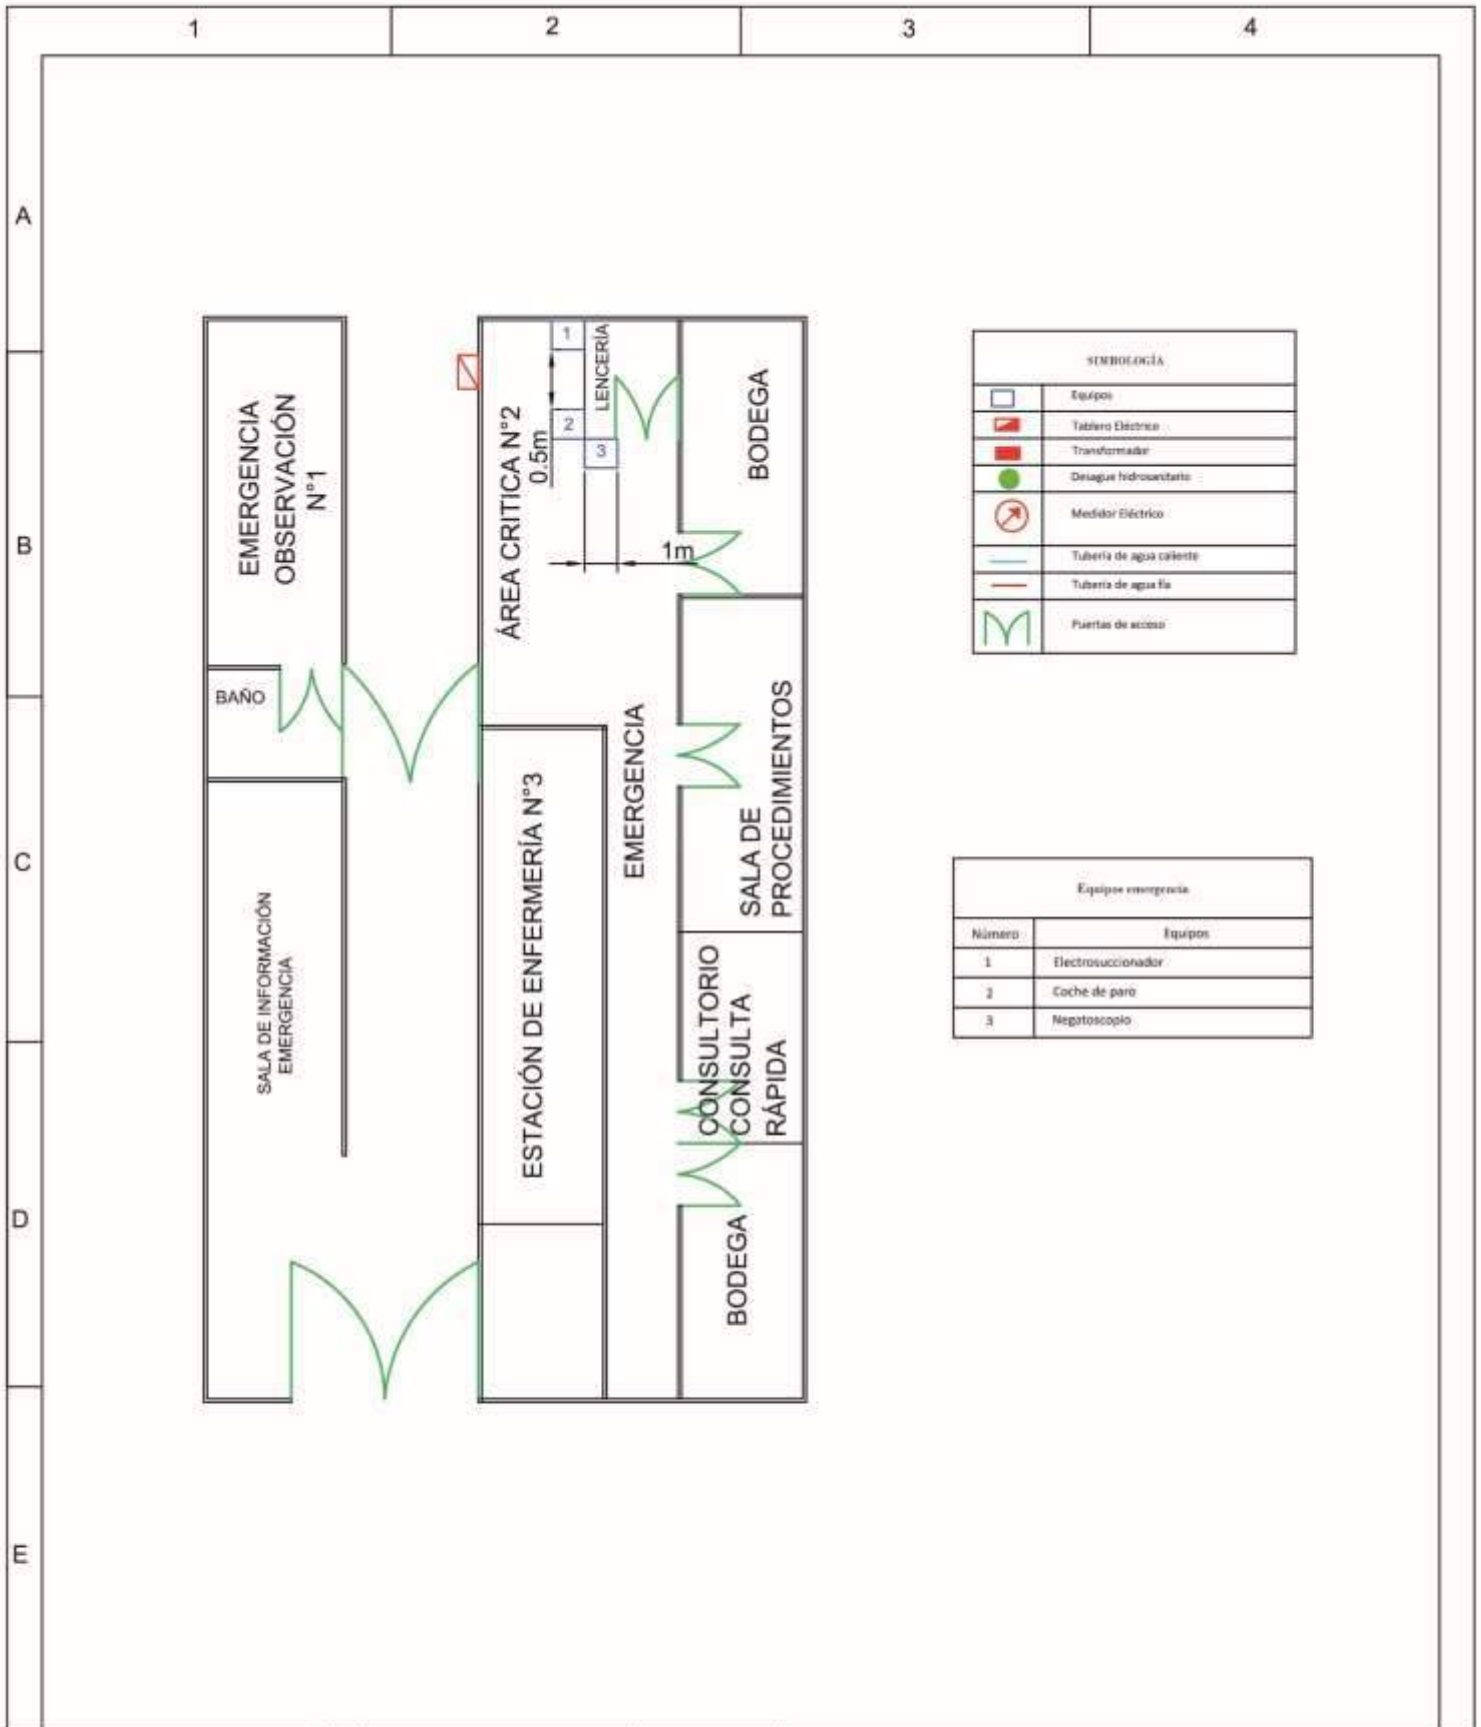 1
2
3
4
A
B
C
D
E
EMERGENCIA
OBSERVACIÓN
N°1
BAÑO
SALA DE INFORMACIÓN
EMERGENCIA
ÁREA CRITICA N°2
1
2
3
0.5m
1m
LENCERÍA
BODEGA
EMERGENCIA
ESTACIÓN DE ENFERMERÍA N°3
SALA DE
PROCEDIMIENTOS
CONSULTORIO
CONSULTA
RÁPIDA
BODEGA
SIMBOLOGÍA
Equipos
Tablero Eléctrico
Transformador
Desague hidrosanitario
Medidor Eléctrico
Tubería de agua caliente
Tubería de agua fía
Puertas de acceso
Equipos emergencia
Número Equipos
1 Electrosuccionador
2 Coche de paro
3 Negatoscopio